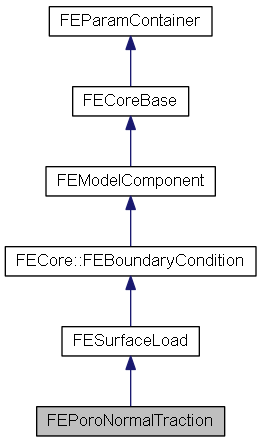 FEParamContainer
FECoreBase
FEModelComponent
FECore::FEBoundaryCondition
FESurfaceLoad
FEPoroNormalTraction